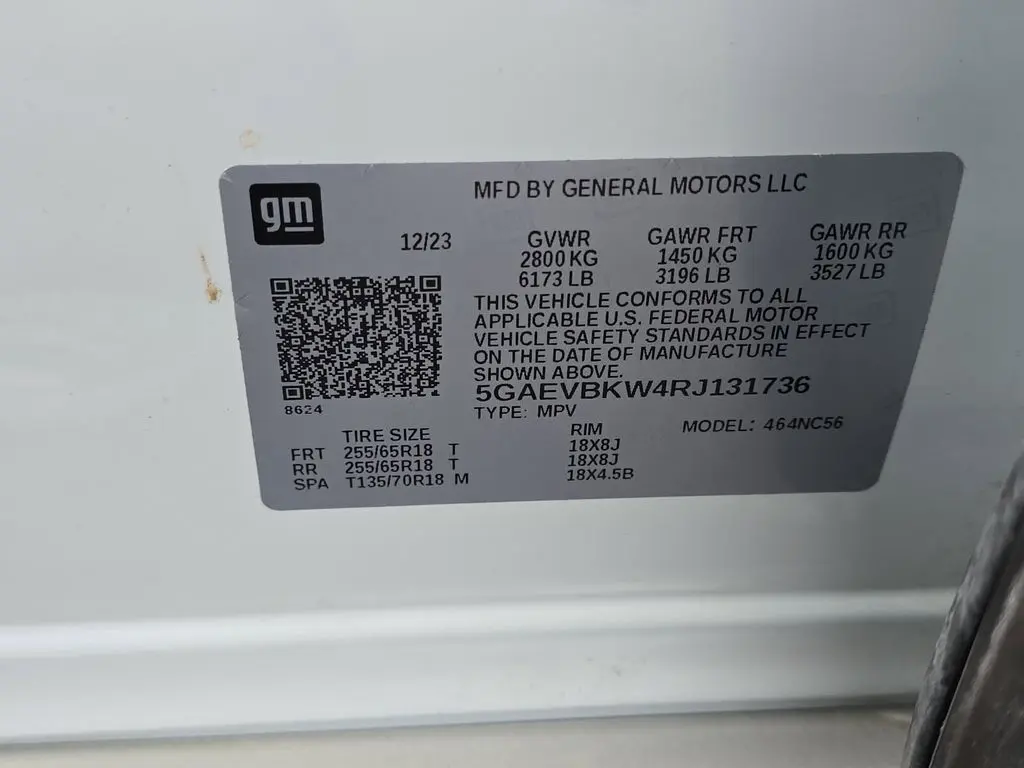 gm
MFD BY GENERAL MOTORS LLC
12/23
GVWR GAWR FRT GAWR RR
2800 KG 1450 KG 1600 KG
6173 LB 3196 LB 3527 LB
THIS VEHICLE CONFORMS TO ALL
APPLICABLE U.S. FEDERAL MOTOR
VEHICLE SAFETY STANDARDS IN EFFECT
ON THE DATE OF MANUFACTURE
SHOWN ABOVE.
5GAEVBKW4RJ131736
8624
TYPE: MPV
MODEL: 464NC56
TIRE SIZE RIM
FRT 255/65R18 T 18X8J
RR 255/65R18 T 18X8J
SPA T135/70R18 M 18X4.5B